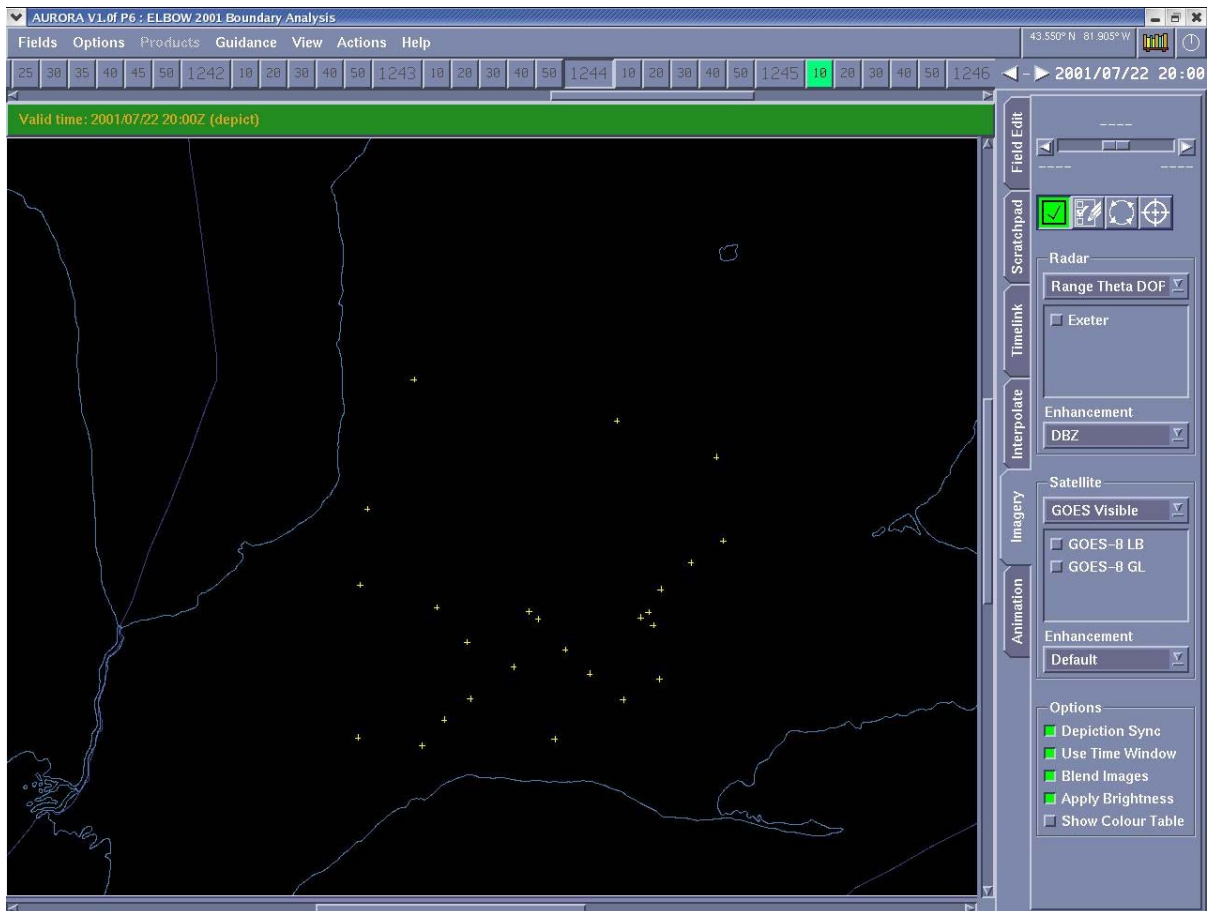 AURORA V1.0f P6 : ELBOW 2001 Boundary Analysis
Fields Options Products Guidance View Actions Help
43.550° N 81.905° W
25 30 35 40 45 50 1242 10 20 30 40 50 1243 10 20 30 40 50 1244 10 20 30 40 50 1245 10 20 30 40 50 1246
2001/07/22 20:00
Valid time: 2001/07/22 20:00Z (depict)
Field Edit
Scratchpad
Timelink
Interpolate
Imagery
Animation
----
---- ----
Radar
Range Theta DOP
Exeter
Enhancement
DBZ
Satellite
GOES Visible
GOES-8 LB
GOES-8 GL
Enhancement
Default
Options
Depiction Sync
Use Time Window
Blend Images
Apply Brightness
Show Colour Table